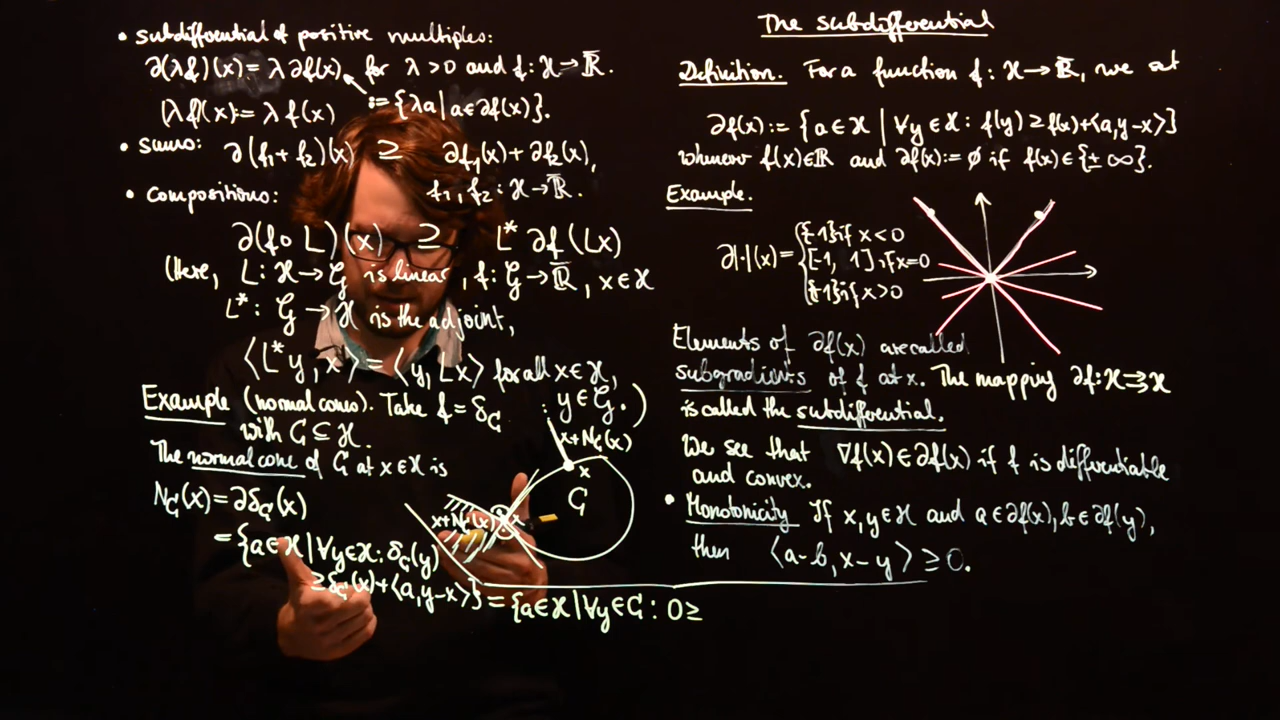 • subdifferential of positive multiples:
∂(λf)(x) = λ ∂f(x) for λ > 0 and f: H → R̄.
(λf)(x) := λ f(x)
:= {λa | a ∈ ∂f(x)}.
• Sums: ∂(f₁ + f₂)(x) ⊇ ∂f₁(x) + ∂f₂(x),
f₁, f₂ : H → R̄.
• Compositions:
∂(f∘L)(x) ⊇ L* ∂f(Lx)
(Here, L: H → G is linear, f: G → R̄, x ∈ H
L*: G → H is the adjoint,
⟨L*y, x⟩ = ⟨y, Lx⟩ for all x ∈ H,
y ∈ G.)
Example (normal cones). Take f = δ_C
with C ⊆ H.
The normal cone of C at x ∈ H is
N_C(x) = ∂δ_C(x)
= {a ∈ H | ∀y ∈ H: δ_C(y)
≥ δ_C(x) + ⟨a, y-x⟩} = {a ∈ H | ∀y ∈ C : 0 ≥
x+N_C(x)
x
C
x+N_C(x)
x
The subdifferential
Definition. For a function f: H → R̄, we set
∂f(x) := {a ∈ H | ∀y ∈ H: f(y) ≥ f(x) + ⟨a, y-x⟩}
whenever f(x) ∈ R and ∂f(x) := ∅ if f(x) ∈ {±∞}.
Example.
∂|·|(x) = { {-1} if x < 0
[-1, 1] if x = 0
{-1} if x > 0
Elements of ∂f(x) are called
subgradients of f at x. The mapping ∂f: H ⇉ H
is called the subdifferential.
We see that ∇f(x) ∈ ∂f(x) if f is differentiable
and convex.
• Monotonicity If x, y ∈ H and a ∈ ∂f(x), b ∈ ∂f(y),
then ⟨a-b, x-y⟩ ≥ 0.